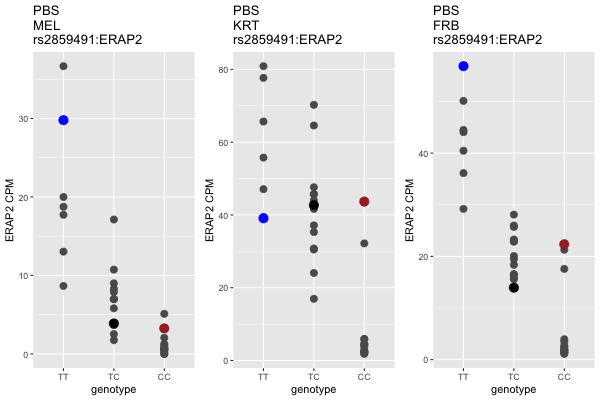 PBS
MEL
rs2859491:ERAP2
ERAP2 CPM
30
20
10
0
TT TC CC
genotype
PBS
KRT
rs2859491:ERAP2
ERAP2 CPM
80
60
40
20
0
TT TC CC
genotype
PBS
FRB
rs2859491:ERAP2
ERAP2 CPM
40
20
0
TT TC CC
genotype